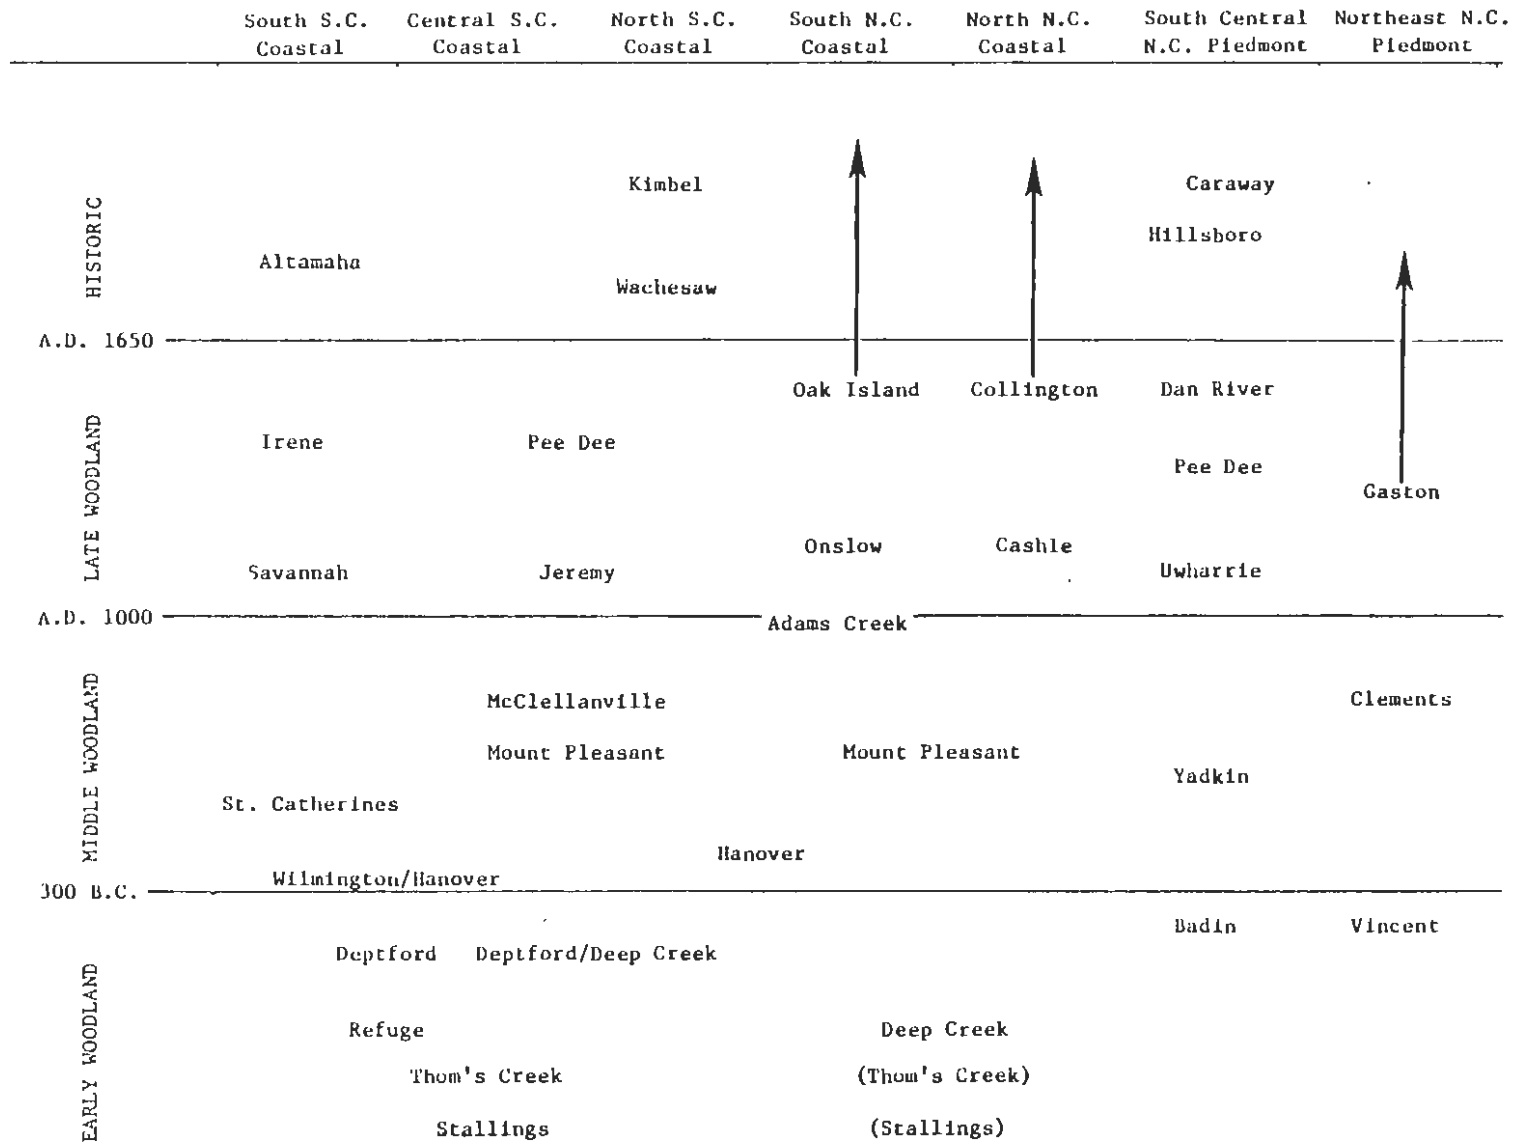 South S.C. Central S.C. North S.C. South N.C. North N.C. South Central Northeast N.C.
Coastal Coastal Coastal Coastal Coastal N.C. Piedmont Piedmont
Kimbel Caraway
Hillsboro
HISTORIC
Altamaha
Wachesaw
A.D. 1650
Oak Island Collington Dan River
Irene Pee Dee
Pee Dee
LATE WOODLAND
Gaston
Onslow Cashie
Savannah Jeremy Uwharrie
A.D. 1000
Adams Creek
McClellanville Clements
Mount Pleasant Mount Pleasant
MIDDLE WOODLAND
Yadkin
St. Catherines
Hanover
Wilmington/Hanover
300 B.C.
Badin Vincent
Deptford Deptford/Deep Creek
EARLY WOODLAND
Refuge Deep Creek
Thom's Creek (Thom's Creek)
Stallings (Stallings)